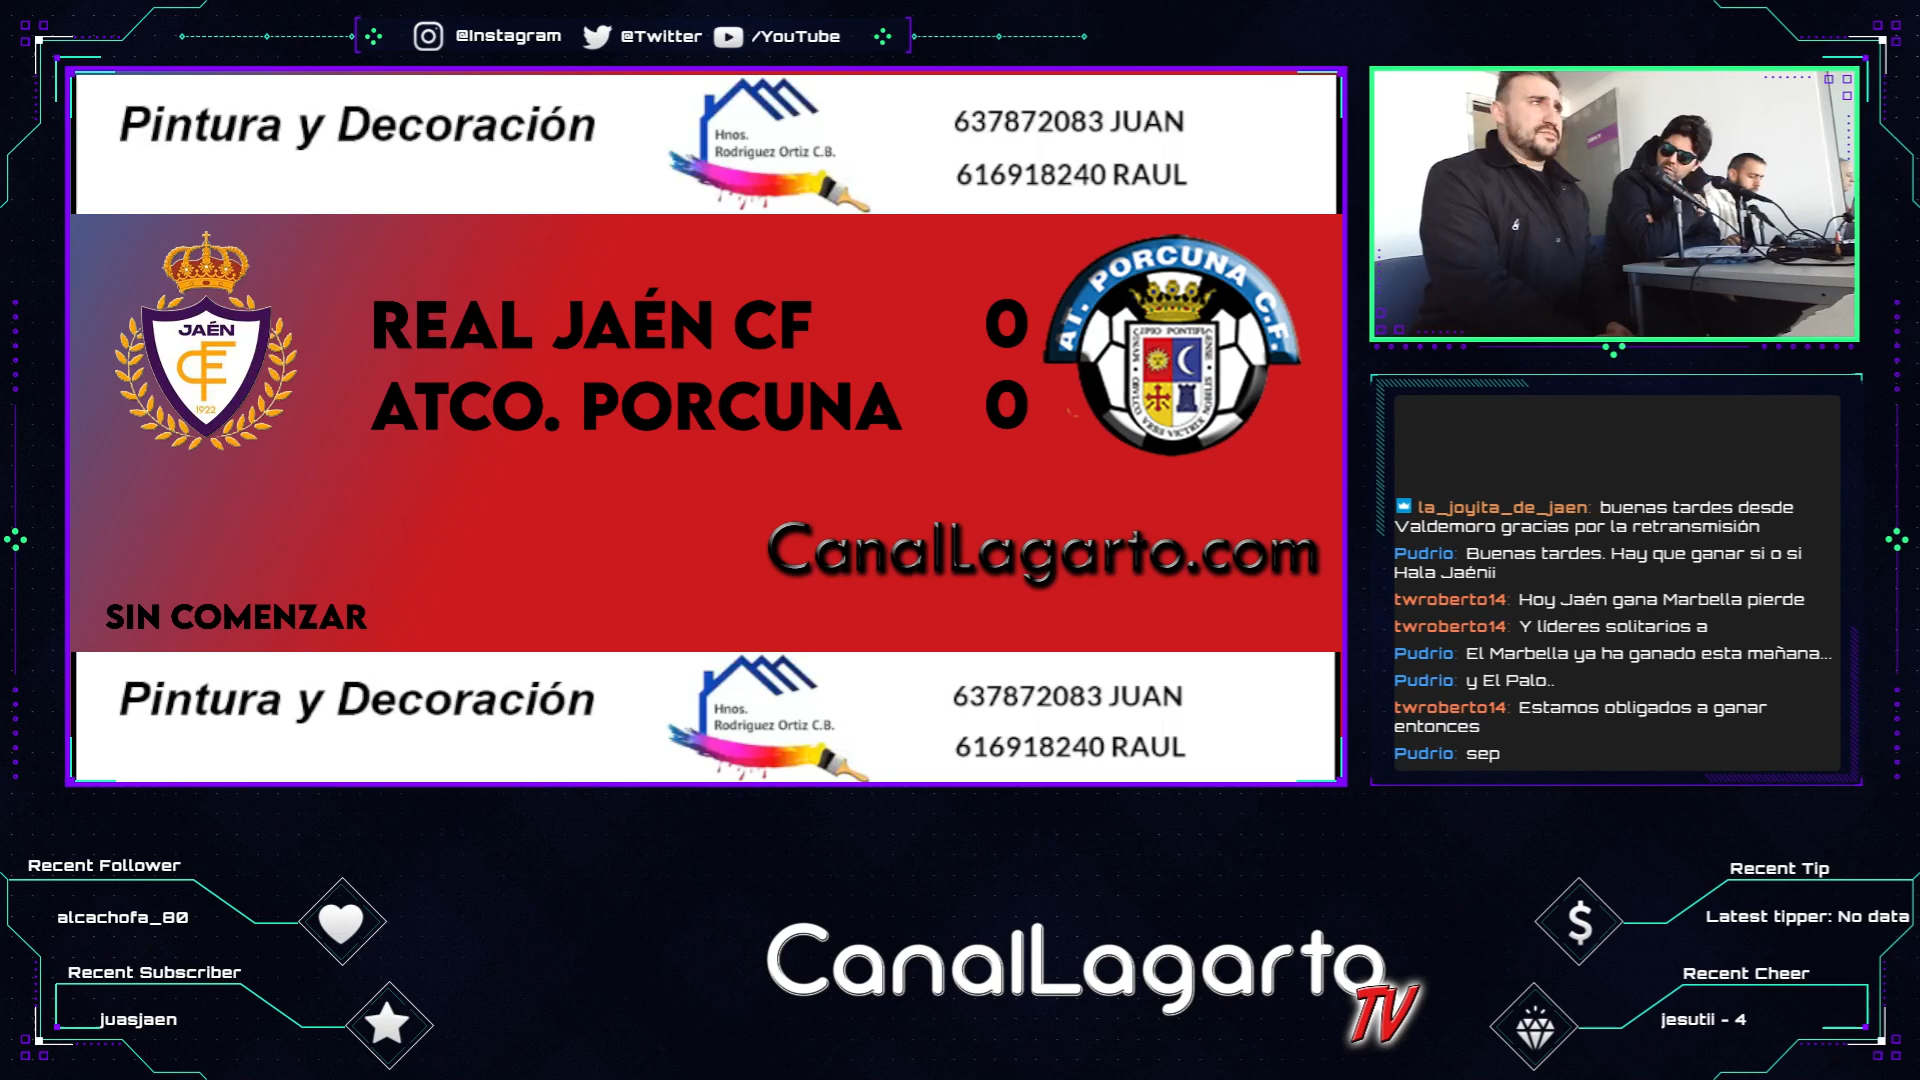 @Instagram @Twitter /YouTube
Pintura y Decoración
Hnos.
Rodriguez Ortiz C.B.
637872083 JUAN
616918240 RAUL
JAÉN
CF
1922
REAL JAÉN CF 0
ATCO. PORCUNA 0
AT. PORCUNA C.F.
CanalLagarto.com
SIN COMENZAR
Pintura y Decoración
Hnos.
Rodriguez Ortiz C.B.
637872083 JUAN
616918240 RAUL
la_joyita_de_jaen: buenas tardes desde
Valdemoro gracias por la retransmisión
Pudrio: Buenas tardes. Hay que ganar si o si
Hala Jaénii
twroberto14: Hoy Jaén gana Marbella pierde
twroberto14: Y líderes solitarios a
Pudrio: El Marbella ya ha ganado esta mañana...
Pudrio: y El Palo..
twroberto14: Estamos obligados a ganar
entonces
Pudrio: sep
Recent Follower
alcachofa_80
Recent Subscriber
juasjaen
CanalLagarto
TV
Recent Tip
Latest tipper: No data
Recent Cheer
jesutii - 4